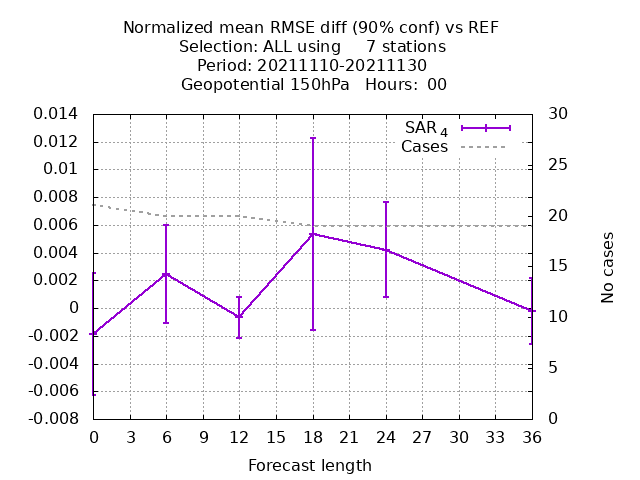 Normalized mean RMSE diff (90% conf) vs REF
Selection: ALL using     7 stations
Period: 20211110-20211130
Geopotential 150hPa   Hours:  00
SAR 4
Cases
0.014
0.012
0.01
0.008
0.006
0.004
0.002
0
-0.002
-0.004
-0.006
-0.008
30
25
20
15
10
5
0
No cases
0 3 6 9 12 15 18 21 24 27 30 33 36
Forecast length